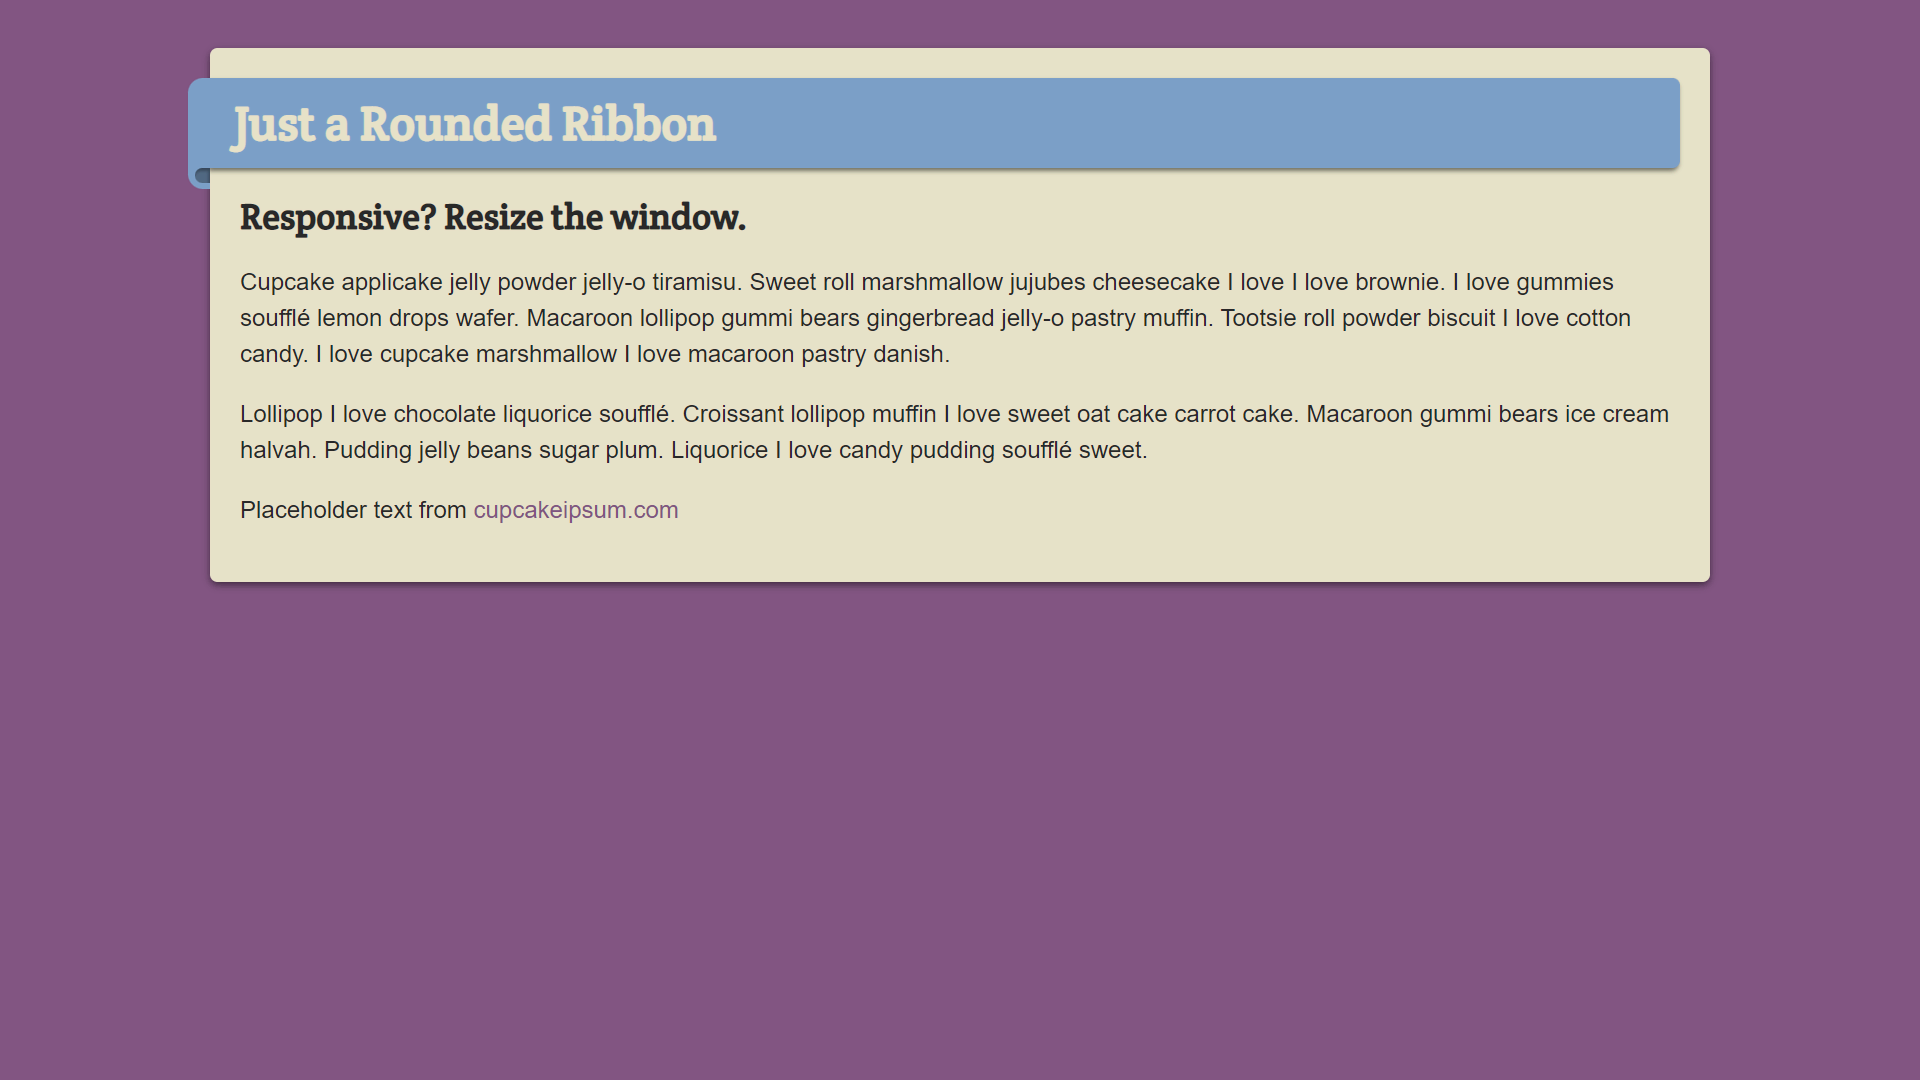 Just a Rounded Ribbon
Responsive? Resize the window.
Cupcake applicake jelly powder jelly-o tiramisu. Sweet roll marshmallow jujubes cheesecake I love I love brownie. I love gummies
soufflé lemon drops wafer. Macaroon lollipop gummi bears gingerbread jelly-o pastry muffin. Tootsie roll powder biscuit I love cotton
candy. I love cupcake marshmallow I love macaroon pastry danish.
Lollipop I love chocolate liquorice soufflé. Croissant lollipop muffin I love sweet oat cake carrot cake. Macaroon gummi bears ice cream
halvah. Pudding jelly beans sugar plum. Liquorice I love candy pudding soufflé sweet.
Placeholder text from cupcakeipsum.com